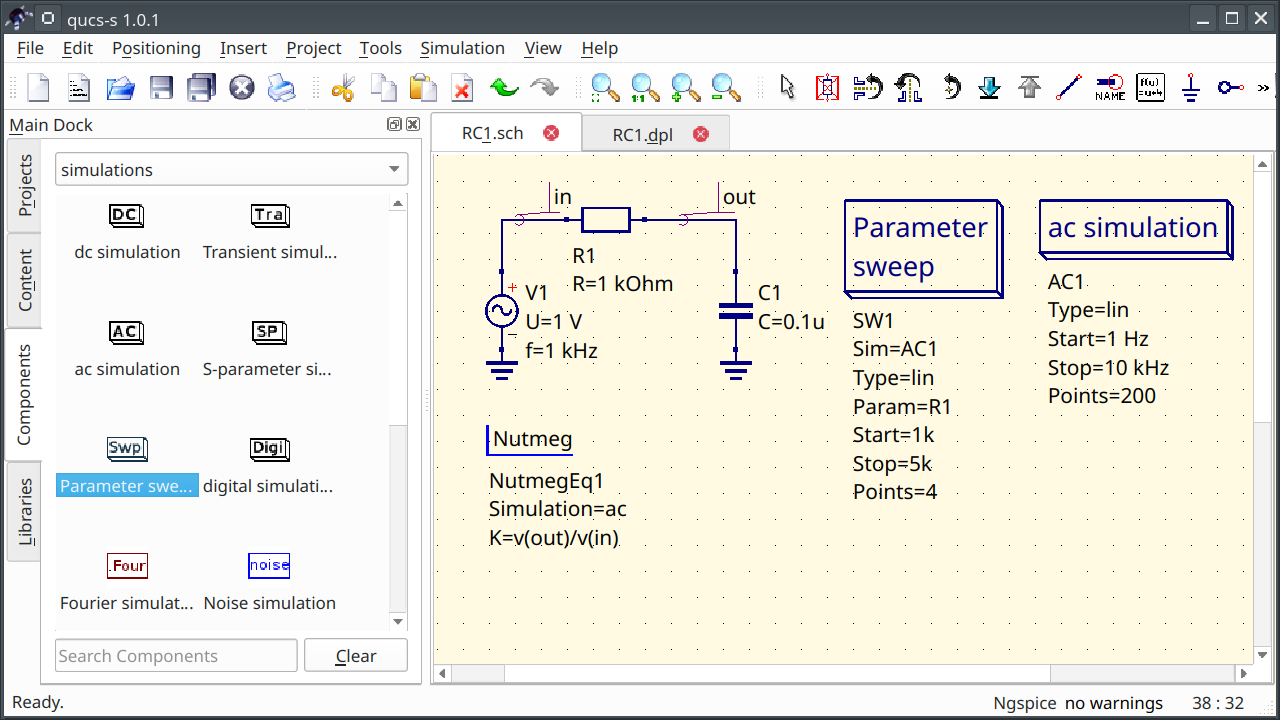 qucs-s 1.0.1
File Edit Positioning Insert Project Tools Simulation View Help
1:1
NAME
f(ω)
=u+ω
»
Main Dock
RC1.sch
RC1.dpl
Projects
Content
Components
Libraries
simulations
DC
Tra
dc simulation
Transient simul...
AC
SP
ac simulation
S-parameter si...
Swp
Digi
Parameter swe...
digital simulati...
.Four
noise
Fourier simulat...
Noise simulation
Search Components
Clear
in
out
R1
R=1 kOhm
+
V1
U=1 V
f=1 kHz
C1
C=0.1u
Nutmeg
NutmegEq1
Simulation=ac
K=v(out)/v(in)
Parameter
sweep
SW1
Sim=AC1
Type=lin
Param=R1
Start=1k
Stop=5k
Points=4
ac simulation
AC1
Type=lin
Start=1 Hz
Stop=10 kHz
Points=200
Ready.
Ngspice no warnings 38 : 32